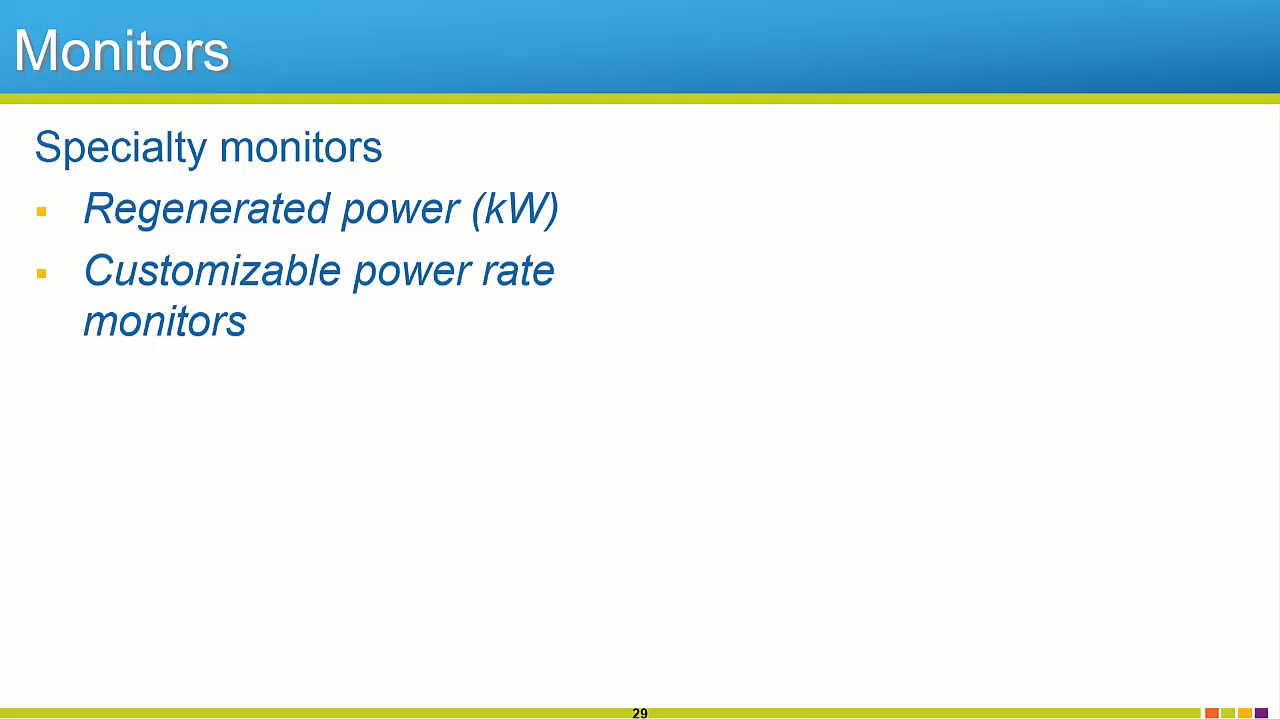 Monitors
Specialty monitors
Regenerated power (kW)
Customizable power rate
monitors
29